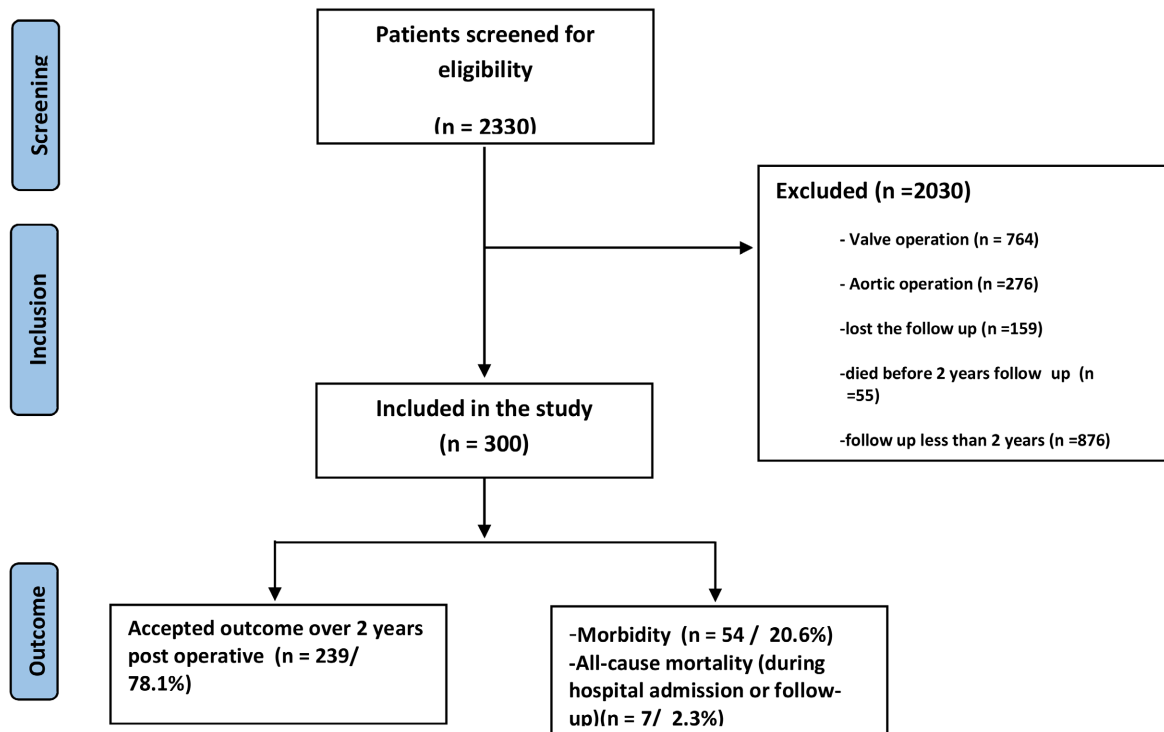 Screening
Patients screened for
eligibility
(n = 2330)
Excluded (n =2030)
- Valve operation (n = 764)
- Aortic operation (n =276)
-lost the follow up (n =159)
-died before 2 years follow up (n
=55)
-follow up less than 2 years (n =876)
Inclusion
Included in the study
(n = 300)
Outcome
Accepted outcome over 2 years
post operative (n = 239/
78.1%)
-Morbidity (n = 54 / 20.6%)
-All-cause mortality (during
hospital admission or follow-
up)(n = 7/ 2.3%)